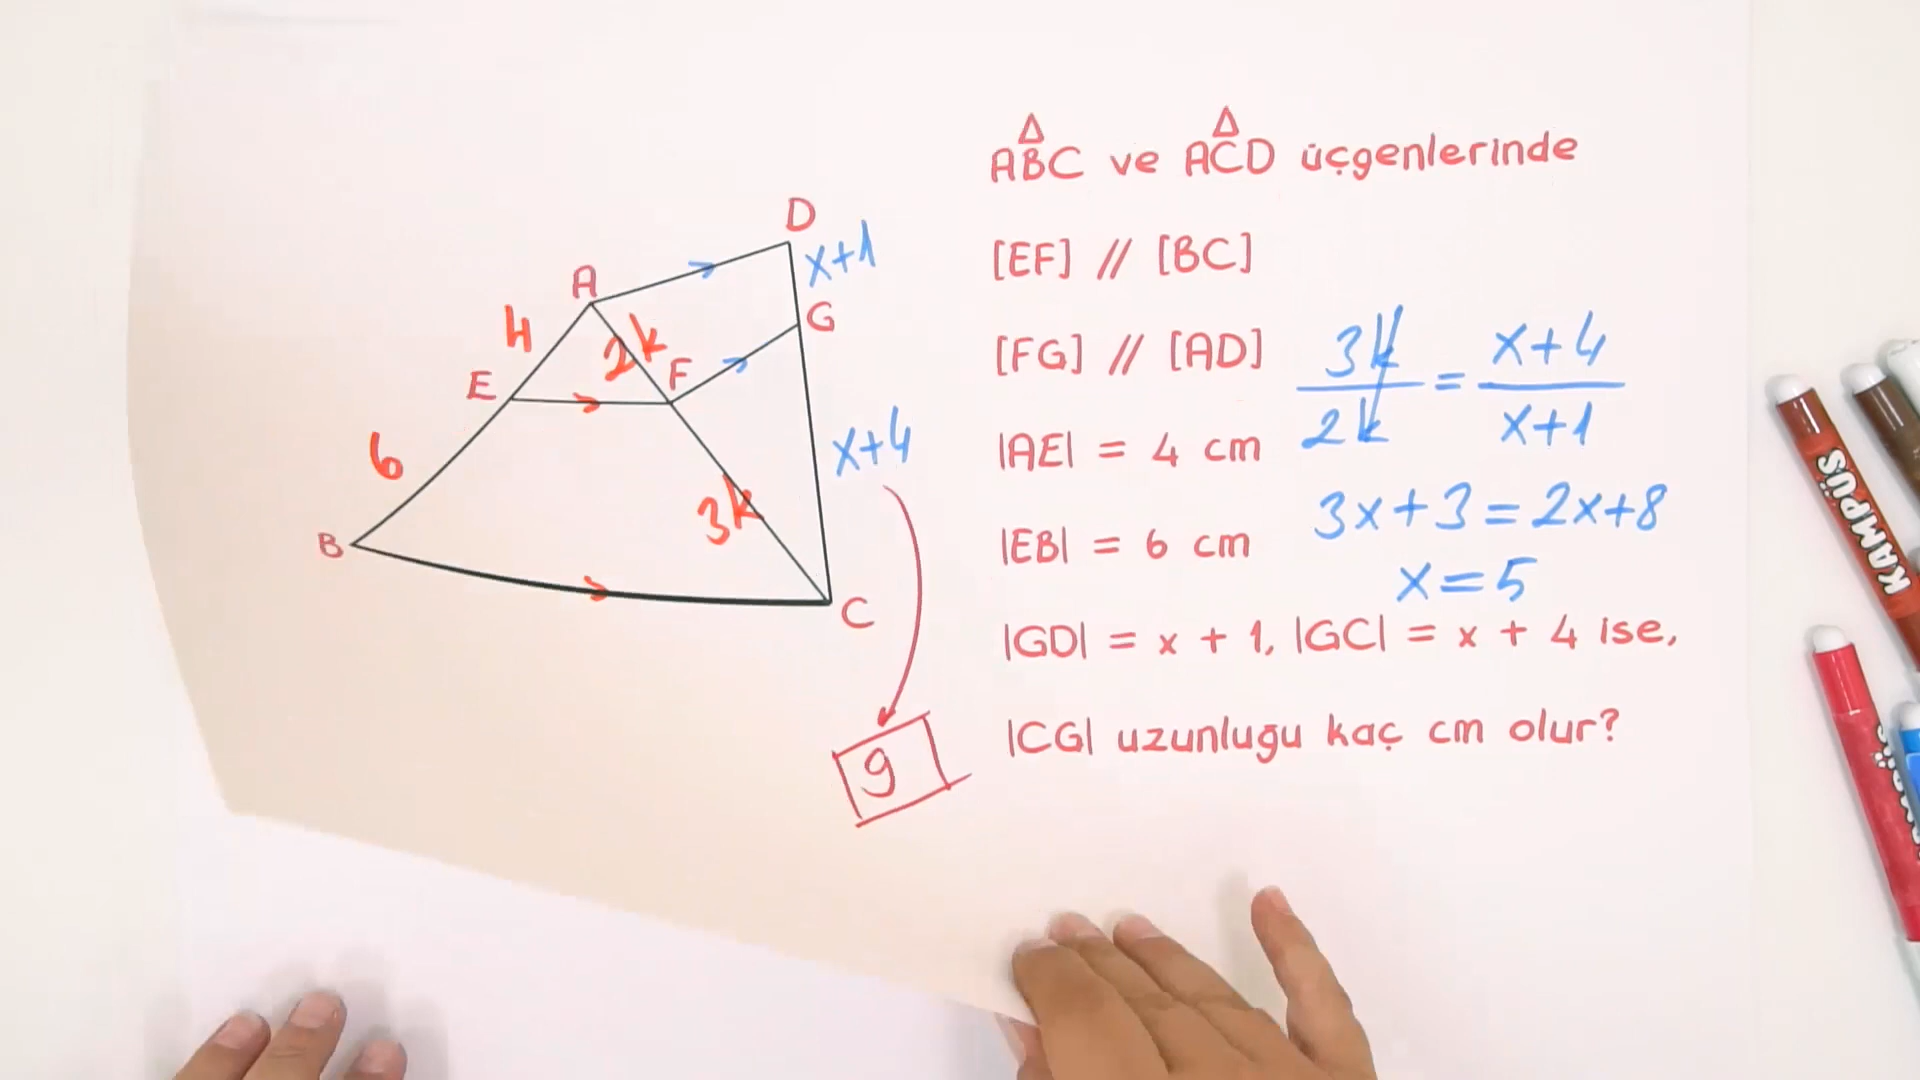 ABC ve ACD üçgenlerinde
[EF] // [BC]
[FG] // [AD]
|AE| = 4 cm
|EB| = 6 cm
|GD| = x + 1, |GC| = x + 4 ise,
|CG| uzunluğu kaç cm olur?
3k/2k = x+4/x+1
3x+3=2x+8
x=5
D
x+1
A
G
4
2k
F
E
x+4
6
3k
B
C
9
KAMPÜS